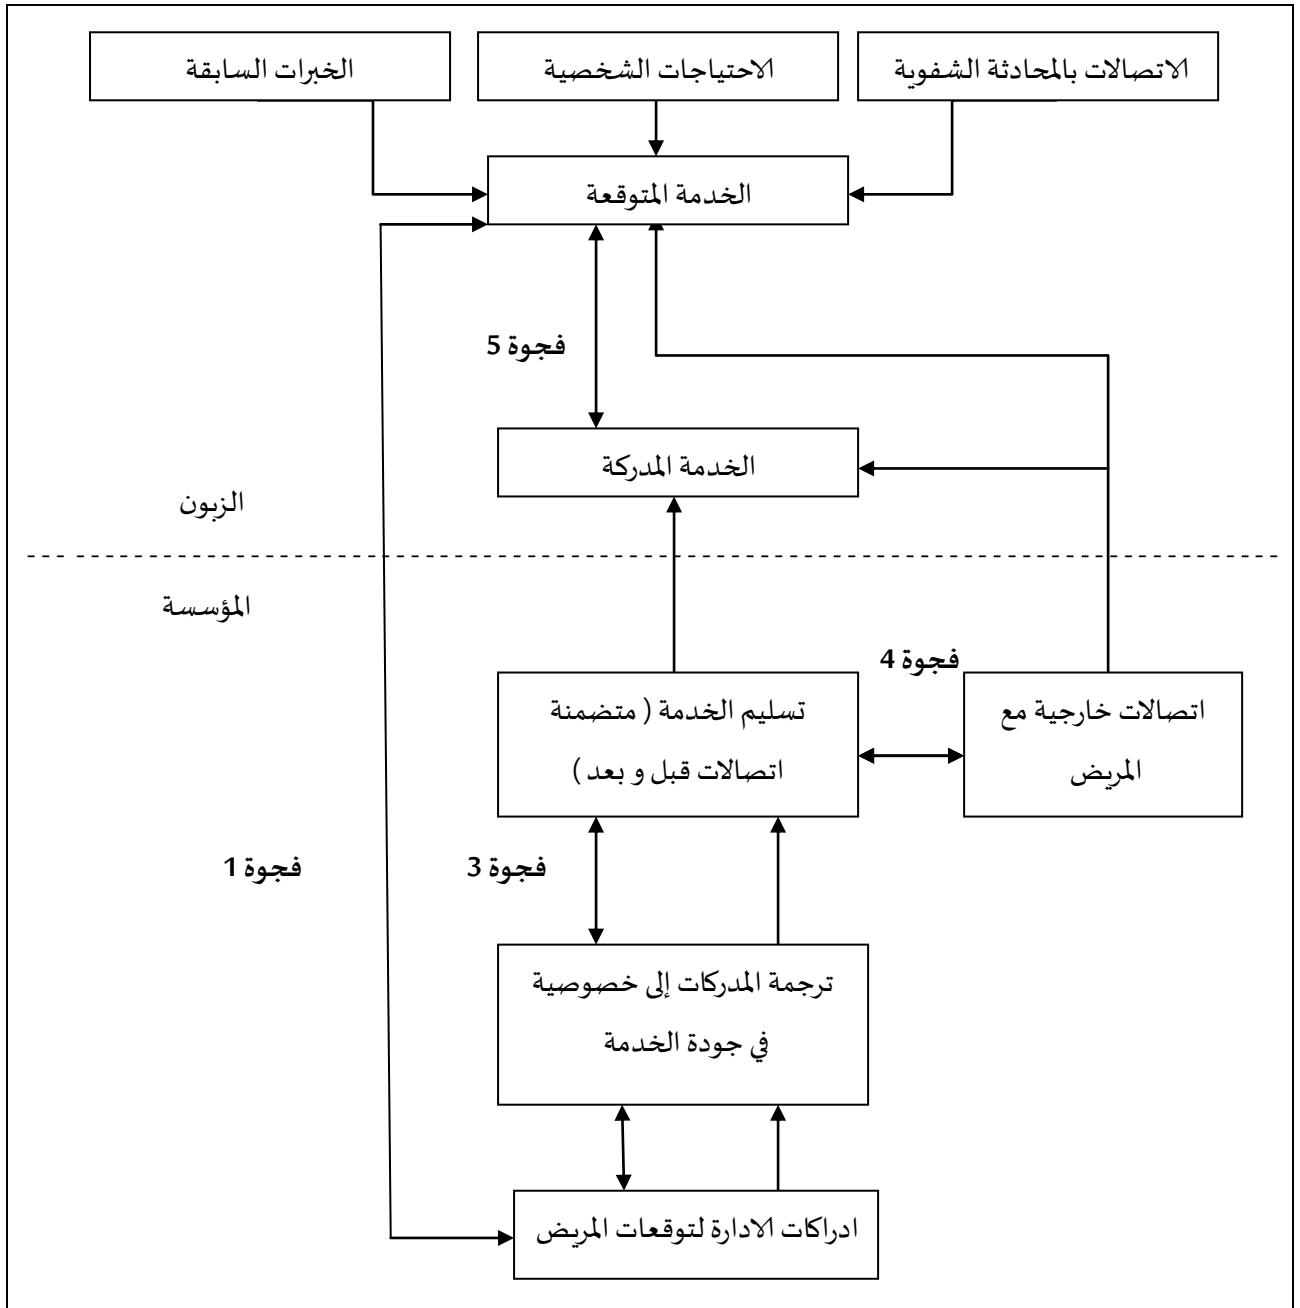 الاتصالات بالمحادثة الشفوية
الاحتياجات الشخصية
الخبرات السابقة
الخدمة المتوقعة
فجوة 5
الخدمة المدركة
الزبون
المؤسسة
فجوة 4
اتصالات خارجية مع
المريض
تسليم الخدمة ( متضمنة
اتصالات قبل و بعد )
فجوة 3
فجوة 1
ترجمة المدركات إلى خصوصية
في جودة الخدمة
ادراكات الادارة لتوقعات المريض